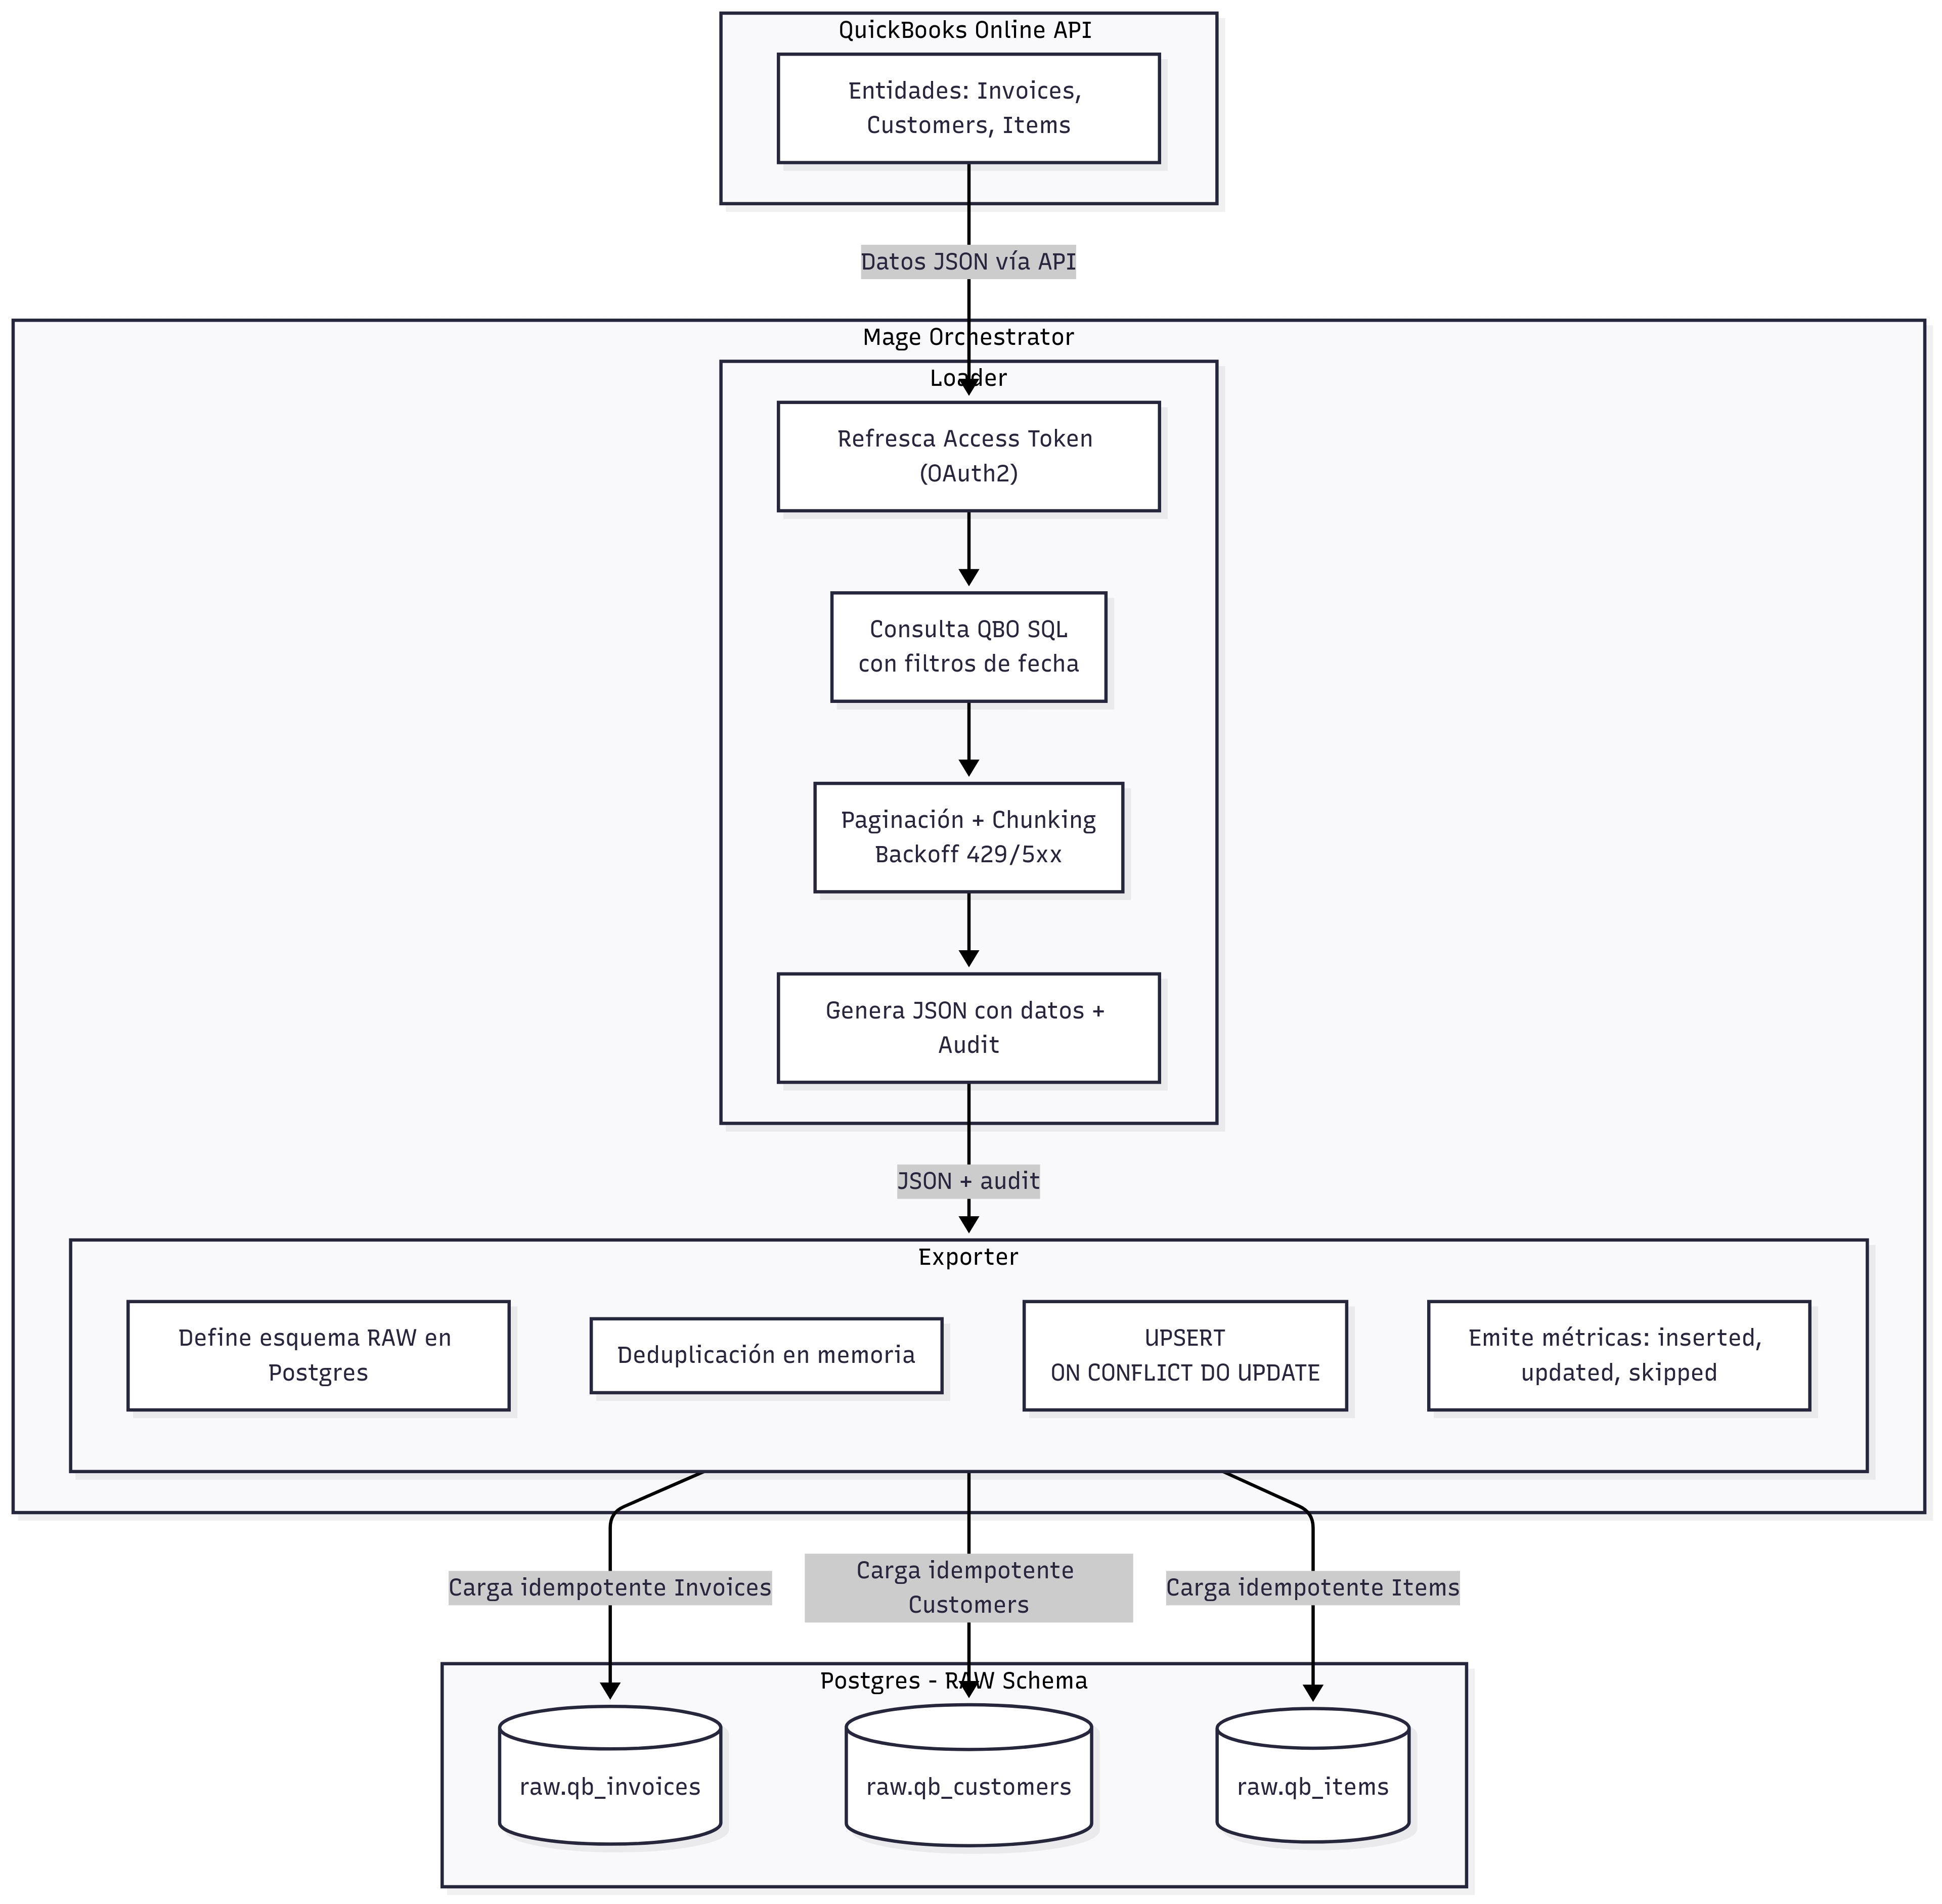 QuickBooks Online API
Entidades: Invoices,
Customers, Items
Datos JSON vía API
Mage Orchestrator
Loader
Refresca Access Token
(OAuth2)
Consulta QBO SQL
con filtros de fecha
Paginación + Chunking
Backoff 429/5xx
Genera JSON con datos +
Audit
JSON + audit
Exporter
Define esquema RAW en
Postgres
Deduplicación en memoria
UPSERT
ON CONFLICT DO UPDATE
Emite métricas: inserted,
updated, skipped
Carga idempotente Invoices
Carga idempotente
Customers
Carga idempotente Items
Postgres - RAW Schema
raw.qb_invoices
raw.qb_customers
raw.qb_items